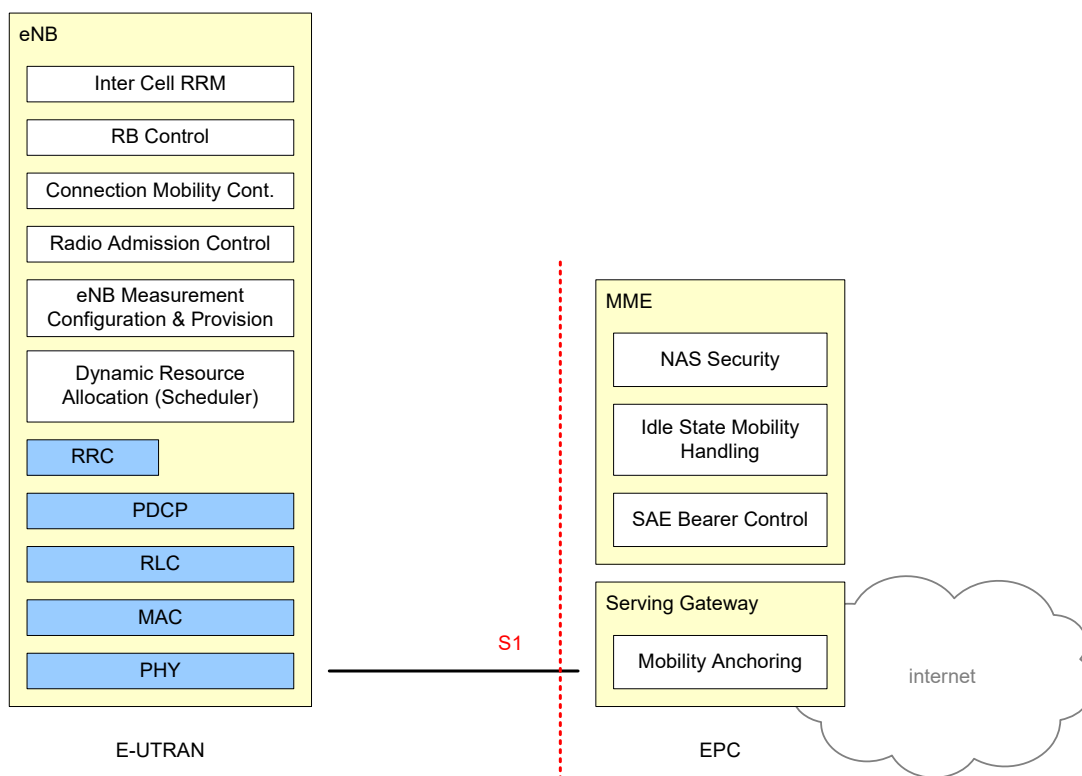 eNB
Inter Cell RRM
RB Control
Connection Mobility Cont.
Radio Admission Control
eNB Measurement
Configuration & Provision
Dynamic Resource
Allocation (Scheduler)
RRC
PDCP
RLC
MAC
PHY
S1
MME
NAS Security
Idle State Mobility
Handling
SAE Bearer Control
Serving Gateway
Mobility Anchoring
internet
E-UTRAN
EPC